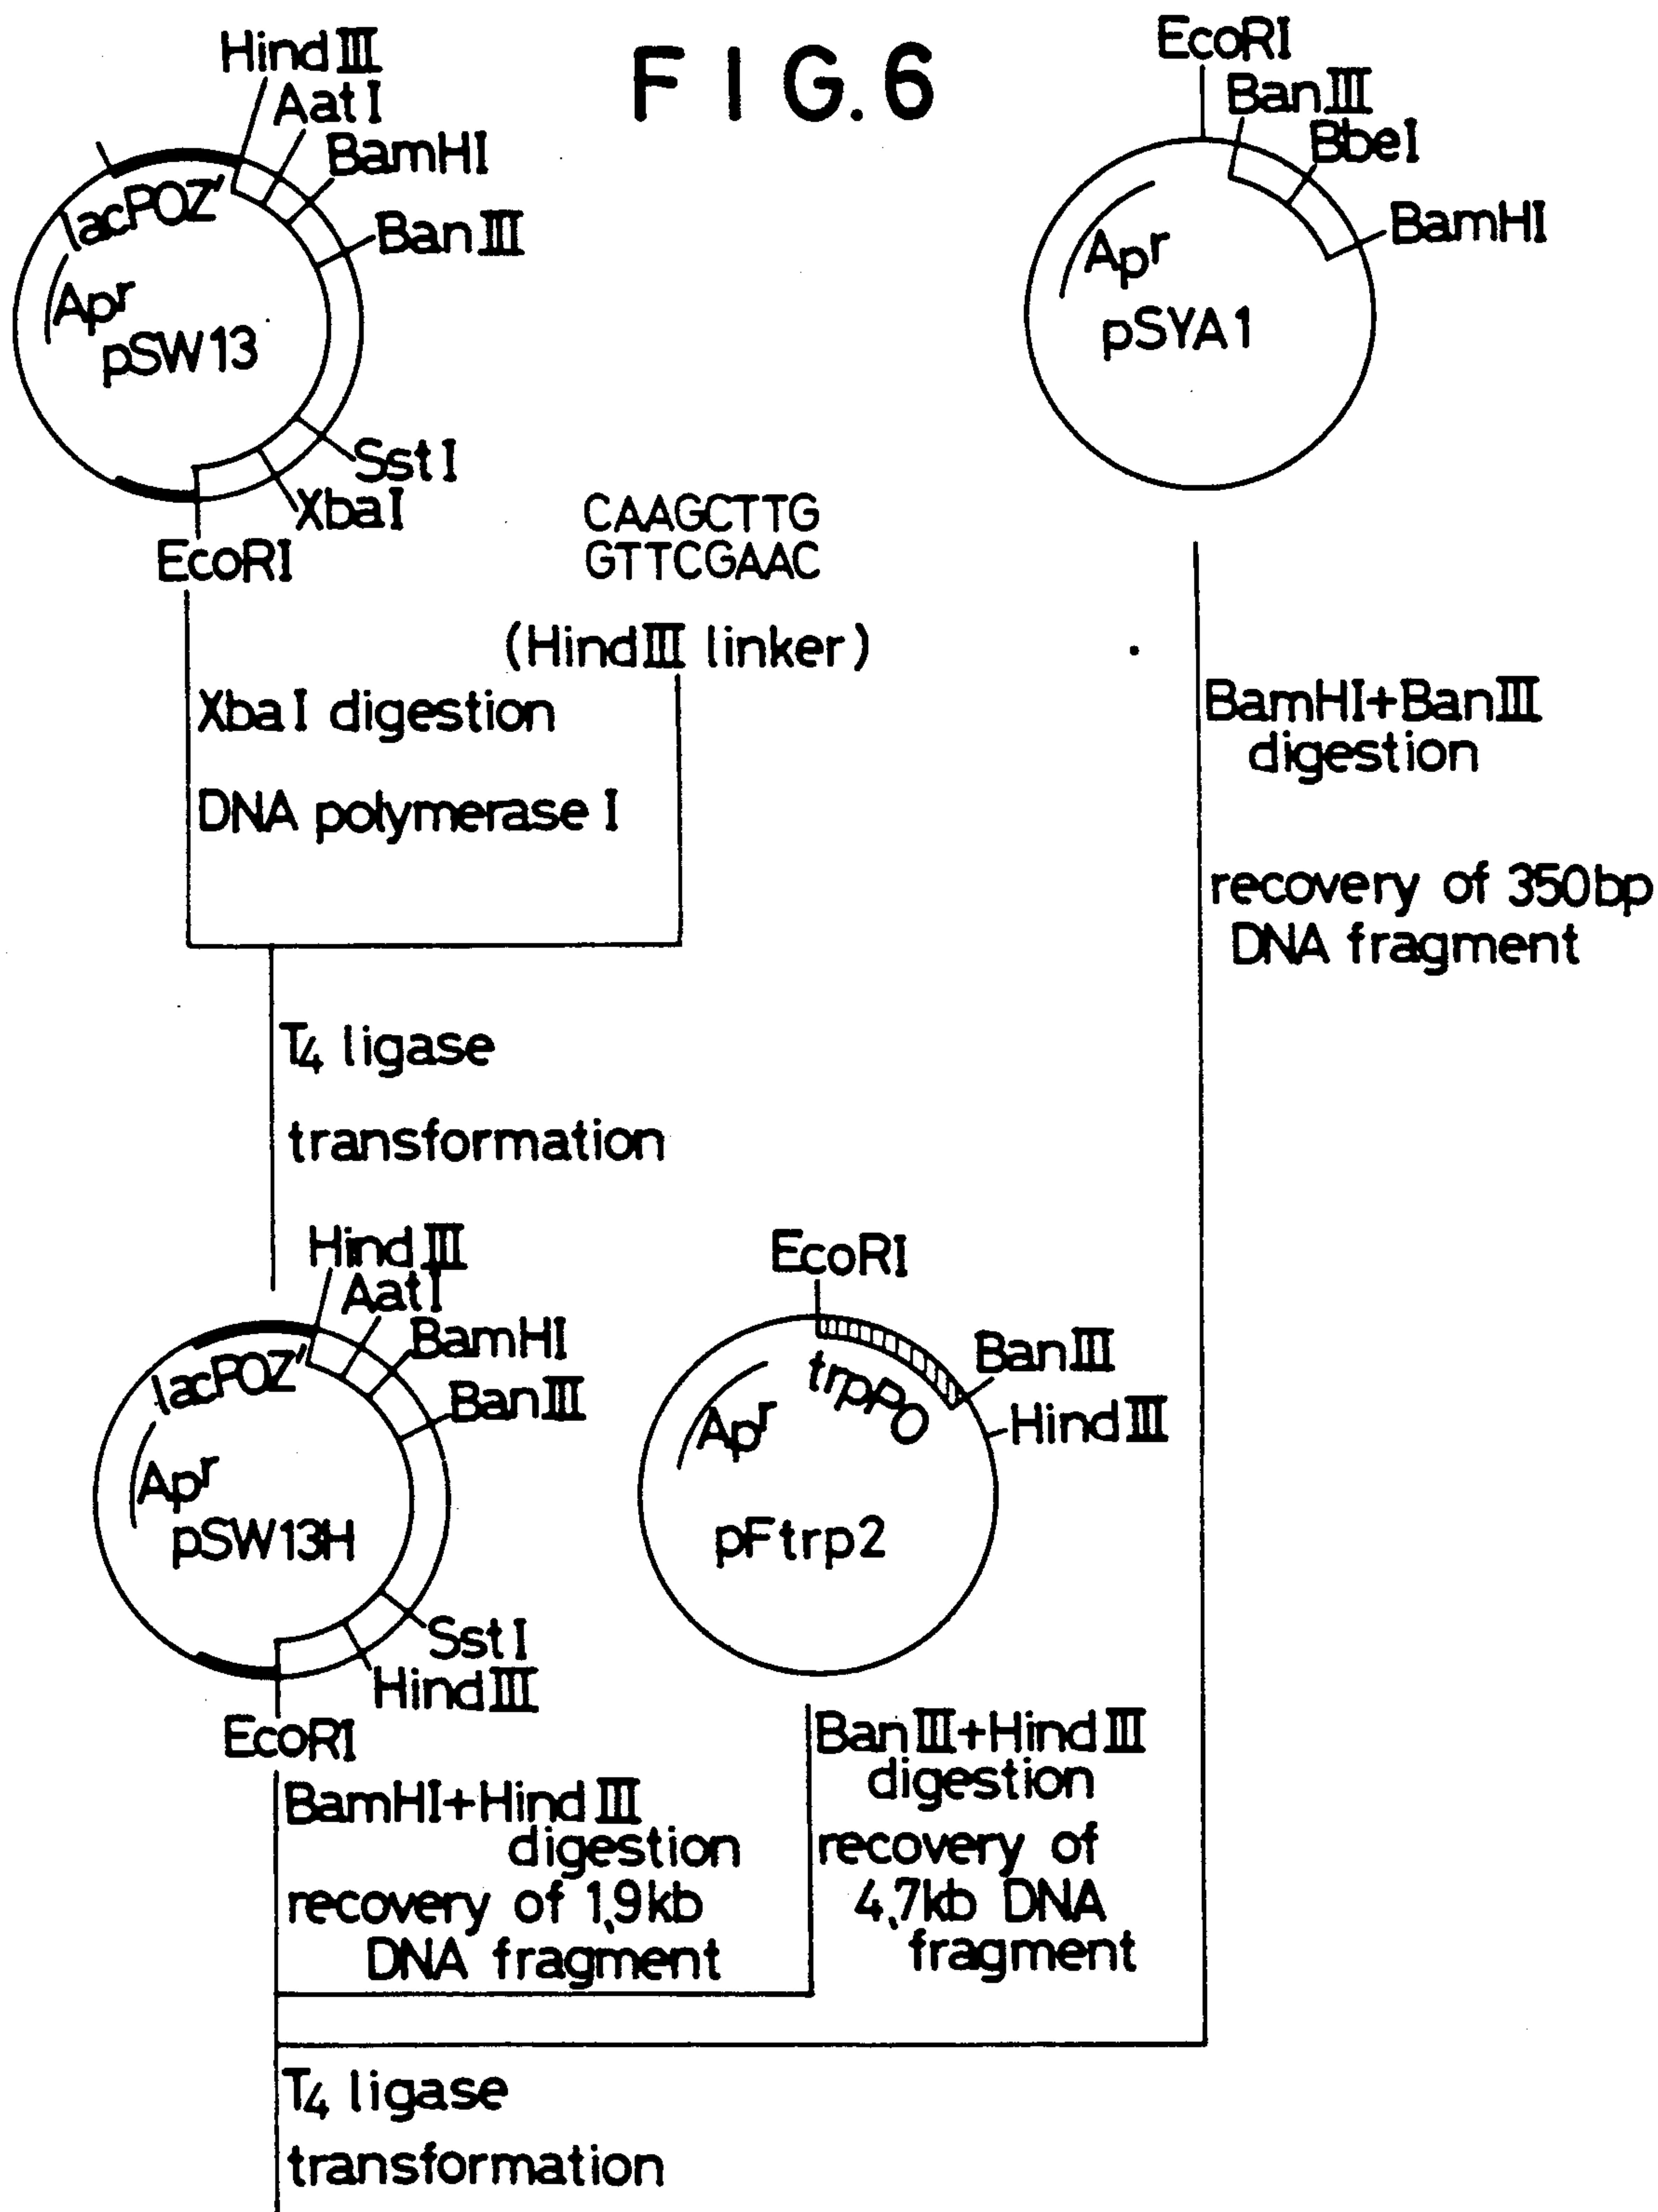 FIG.6
HindIII
AatI
BamHI
BanIII
lacPOZ'
Apr
pSW13
SstI
XbaI
EcoRI
EcoRI
BanIII
BbeI
BamHI
Apr
pSYA1
CAAGCTTG
GTTCGAAC
(HindIII linker)
XbaI digestion
DNA polymerase I
BamHI+BanIII
digestion
recovery of 350bp
DNA fragment
T4 ligase
transformation
HindIII
AatI
BamHI
BanIII
lacPOZ'
Apr
pSW13H
SstI
HindIII
EcoRI
EcoRI
BanIII
HindIII
trpPO
Apr
pFtrp2
BamHI+HindIII
digestion
recovery of 1.9kb
DNA fragment
BanIII+HindIII
digestion
recovery of
4.7kb DNA
fragment
T4 ligase
transformation